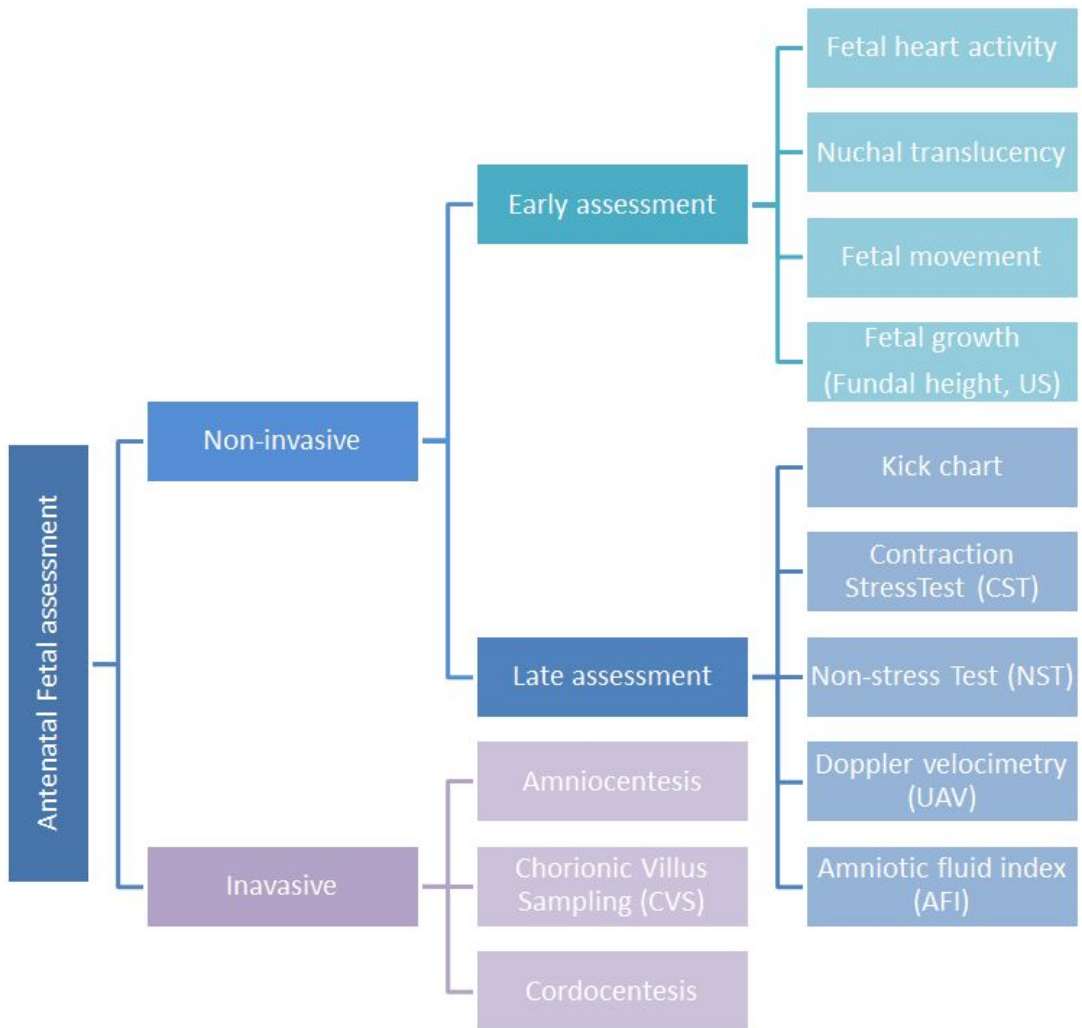 Antenatal Fetal assessment
Non-invasive
Early assessment
Fetal heart activity
Nuchal translucency
Fetal movement
Fetal growth
(Fundal height, US)
Late assessment
Kick chart
Contraction
StressTest (CST)
Non-stress Test (NST)
Doppler velocimetry
(UAV)
Amniotic fluid index
(AFI)
Inavasive
Amniocentesis
Chorionic Villus
Sampling (CVS)
Cordocentesis